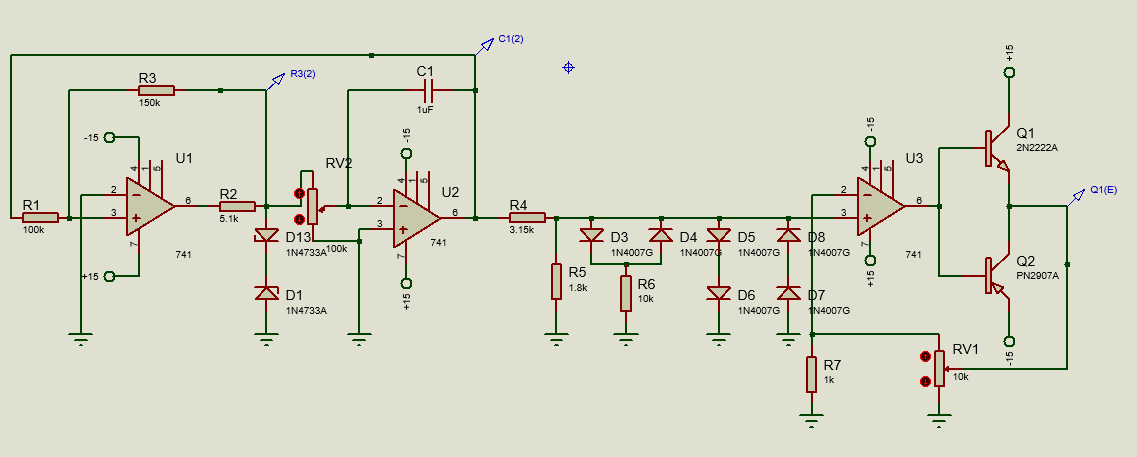 C1(2)
R3(2)
+15
R3
150k
C1
1uF
-15
4
1
5
U1
2
3
6
7
741
+15
R1
100k
R2
5.1k
RV2
100k
D13
1N4733A
D1
1N4733A
-15
4
1
5
U2
2
3
6
7
741
+15
R4
3.15k
R5
1.8k
D3
1N4007G
D4
1N4007G
R6
10k
D5
1N4007G
D6
1N4007G
D8
1N4007G
D7
1N4007G
-15
4
1
5
U3
2
3
6
7
741
+15
Q1
2N2222A
Q1(E)
Q2
PN2907A
-15
R7
1k
RV1
10k